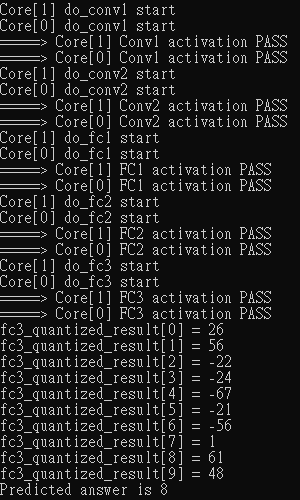 Core[1] do_conv1 start
Core[0] do_conv1 start
====> Core[1] Conv1 activation PASS
====> Core[0] Conv1 activation PASS
Core[1] do_conv2 start
Core[0] do_conv2 start
====> Core[1] Conv2 activation PASS
====> Core[0] Conv2 activation PASS
Core[1] do_fc1 start
Core[0] do_fc1 start
====> Core[1] FC1 activation PASS
====> Core[0] FC1 activation PASS
Core[1] do_fc2 start
Core[0] do_fc2 start
====> Core[1] FC2 activation PASS
====> Core[0] FC2 activation PASS
Core[1] do_fc3 start
Core[0] do_fc3 start
====> Core[1] FC3 activation PASS
====> Core[0] FC3 activation PASS
fc3_quantized_result[0] = 26
fc3_quantized_result[1] = 56
fc3_quantized_result[2] = -22
fc3_quantized_result[3] = -24
fc3_quantized_result[4] = -67
fc3_quantized_result[5] = -21
fc3_quantized_result[6] = -56
fc3_quantized_result[7] = 1
fc3_quantized_result[8] = 61
fc3_quantized_result[9] = 48
Predicted answer is 8